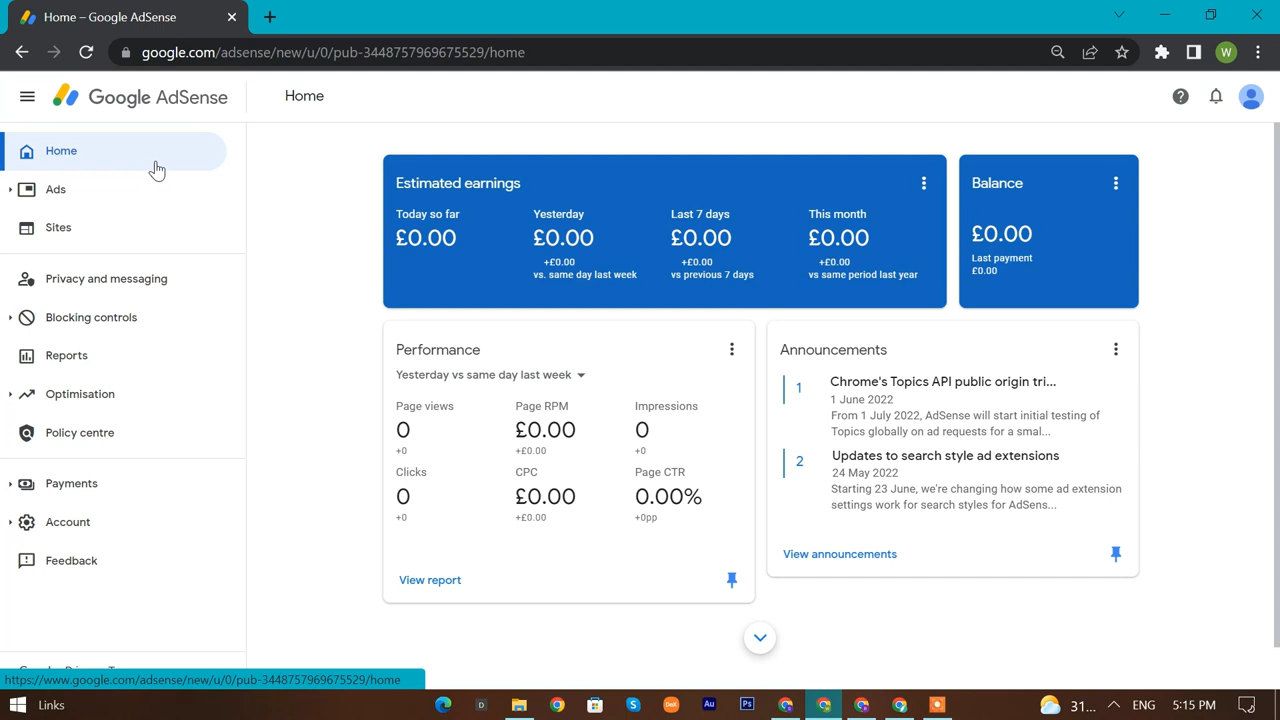 Home – Google AdSense
google.com/adsense/new/u/0/pub-3448757969675529/home
W
Google AdSense
Home
Home
Ads
Sites
Privacy and messaging
Blocking controls
Reports
Optimisation
Policy centre
Payments
Account
Feedback
Estimated earnings
Today so far
Yesterday
Last 7 days
This month
£0.00
£0.00
£0.00
£0.00
+£0.00
+£0.00
+£0.00
vs. same day last week
vs previous 7 days
vs same period last year
Balance
£0.00
Last payment
£0.00
Performance
Yesterday vs same day last week
Page views
Page RPM
Impressions
0
£0.00
0
+0
+£0.00
+0
Clicks
CPC
Page CTR
0
£0.00
0.00%
+0
+£0.00
+0pp
View report
Announcements
1
Chrome's Topics API public origin tri...
1 June 2022
From 1 July 2022, AdSense will start initial testing of
Topics globally on ad requests for a smal...
2
Updates to search style ad extensions
24 May 2022
Starting 23 June, we're changing how some ad extension
settings work for search styles for AdSens...
View announcements
https://www.google.com/adsense/new/u/0/pub-3448757969675529/home
Links
D
S
Au
Ps
31...
ENG
5:15 PM